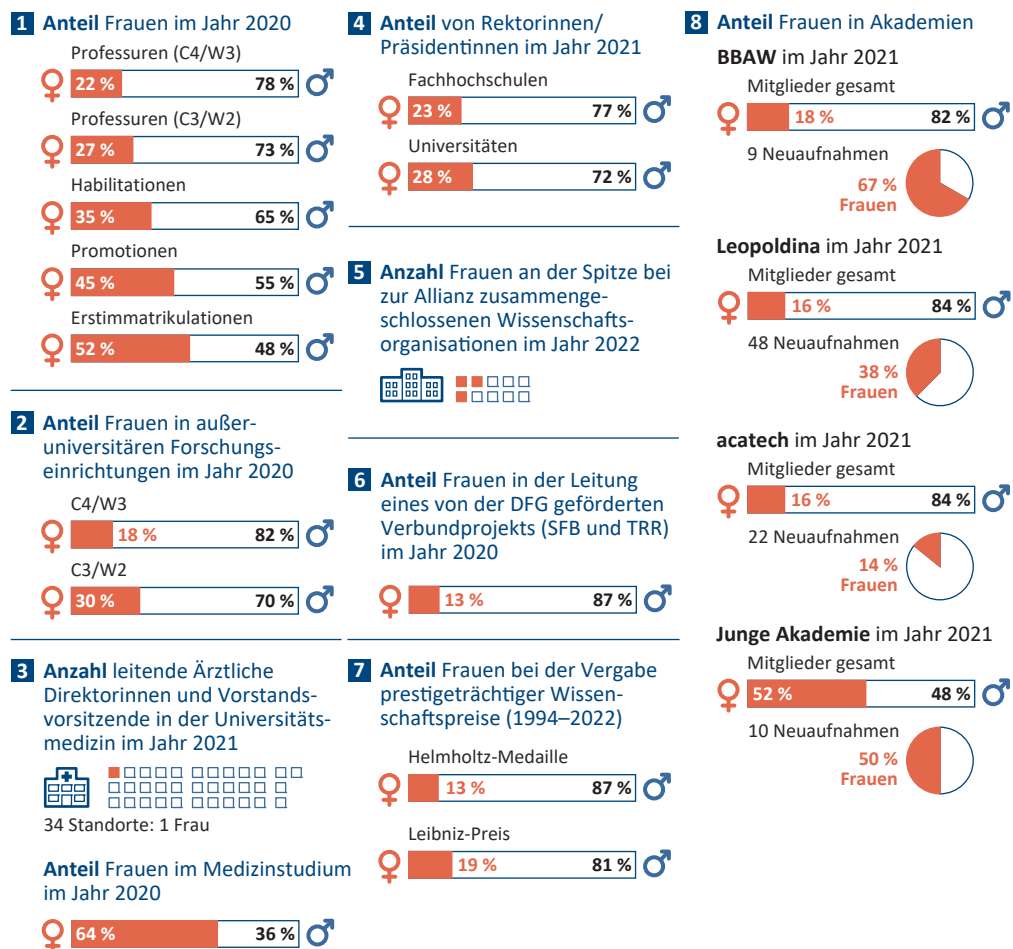 1 Anteil Frauen im Jahr 2020
Professuren (C4/W3)
22 % 78 %
Professuren (C3/W2)
27 % 73 %
Habilitationen
35 % 65 %
Promotionen
45 % 55 %
Erstimmatrikulationen
52 % 48 %
2 Anteil Frauen in außer-
universitären Forschungs-
einrichtungen im Jahr 2020
C4/W3
18 % 82 %
C3/W2
30 % 70 %
3 Anzahl leitende Ärztliche
Direktorinnen und Vorstands-
vorsitzende in der Universitäts-
medizin im Jahr 2021
34 Standorte: 1 Frau
Anteil Frauen im Medizinstudium
im Jahr 2020
64 % 36 %
4 Anteil von Rektorinnen/
Präsidentinnen im Jahr 2021
Fachhochschulen
23 % 77 %
Universitäten
28 % 72 %
5 Anzahl Frauen an der Spitze bei
zur Allianz zusammenge-
schlossenen Wissenschafts-
organisationen im Jahr 2022
6 Anteil Frauen in der Leitung
eines von der DFG geförderten
Verbundprojekts (SFB und TRR)
im Jahr 2020
13 % 87 %
7 Anteil Frauen bei der Vergabe
prestigeträchtiger Wissen-
schaftspreise (1994–2022)
Helmholtz-Medaille
13 % 87 %
Leibniz-Preis
19 % 81 %
8 Anteil Frauen in Akademien
BBAW im Jahr 2021
Mitglieder gesamt
18 % 82 %
9 Neuaufnahmen
67 %
Frauen
Leopoldina im Jahr 2021
Mitglieder gesamt
16 % 84 %
48 Neuaufnahmen
38 %
Frauen
acatech im Jahr 2021
Mitglieder gesamt
16 % 84 %
22 Neuaufnahmen
14 %
Frauen
Junge Akademie im Jahr 2021
Mitglieder gesamt
52 % 48 %
10 Neuaufnahmen
50 %
Frauen